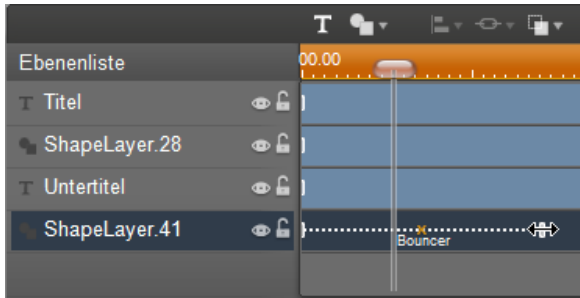 T
Ebenenliste
00.00
T Titel
ShapeLayer.28
T Untertitel
ShapeLayer.41
Bouncer